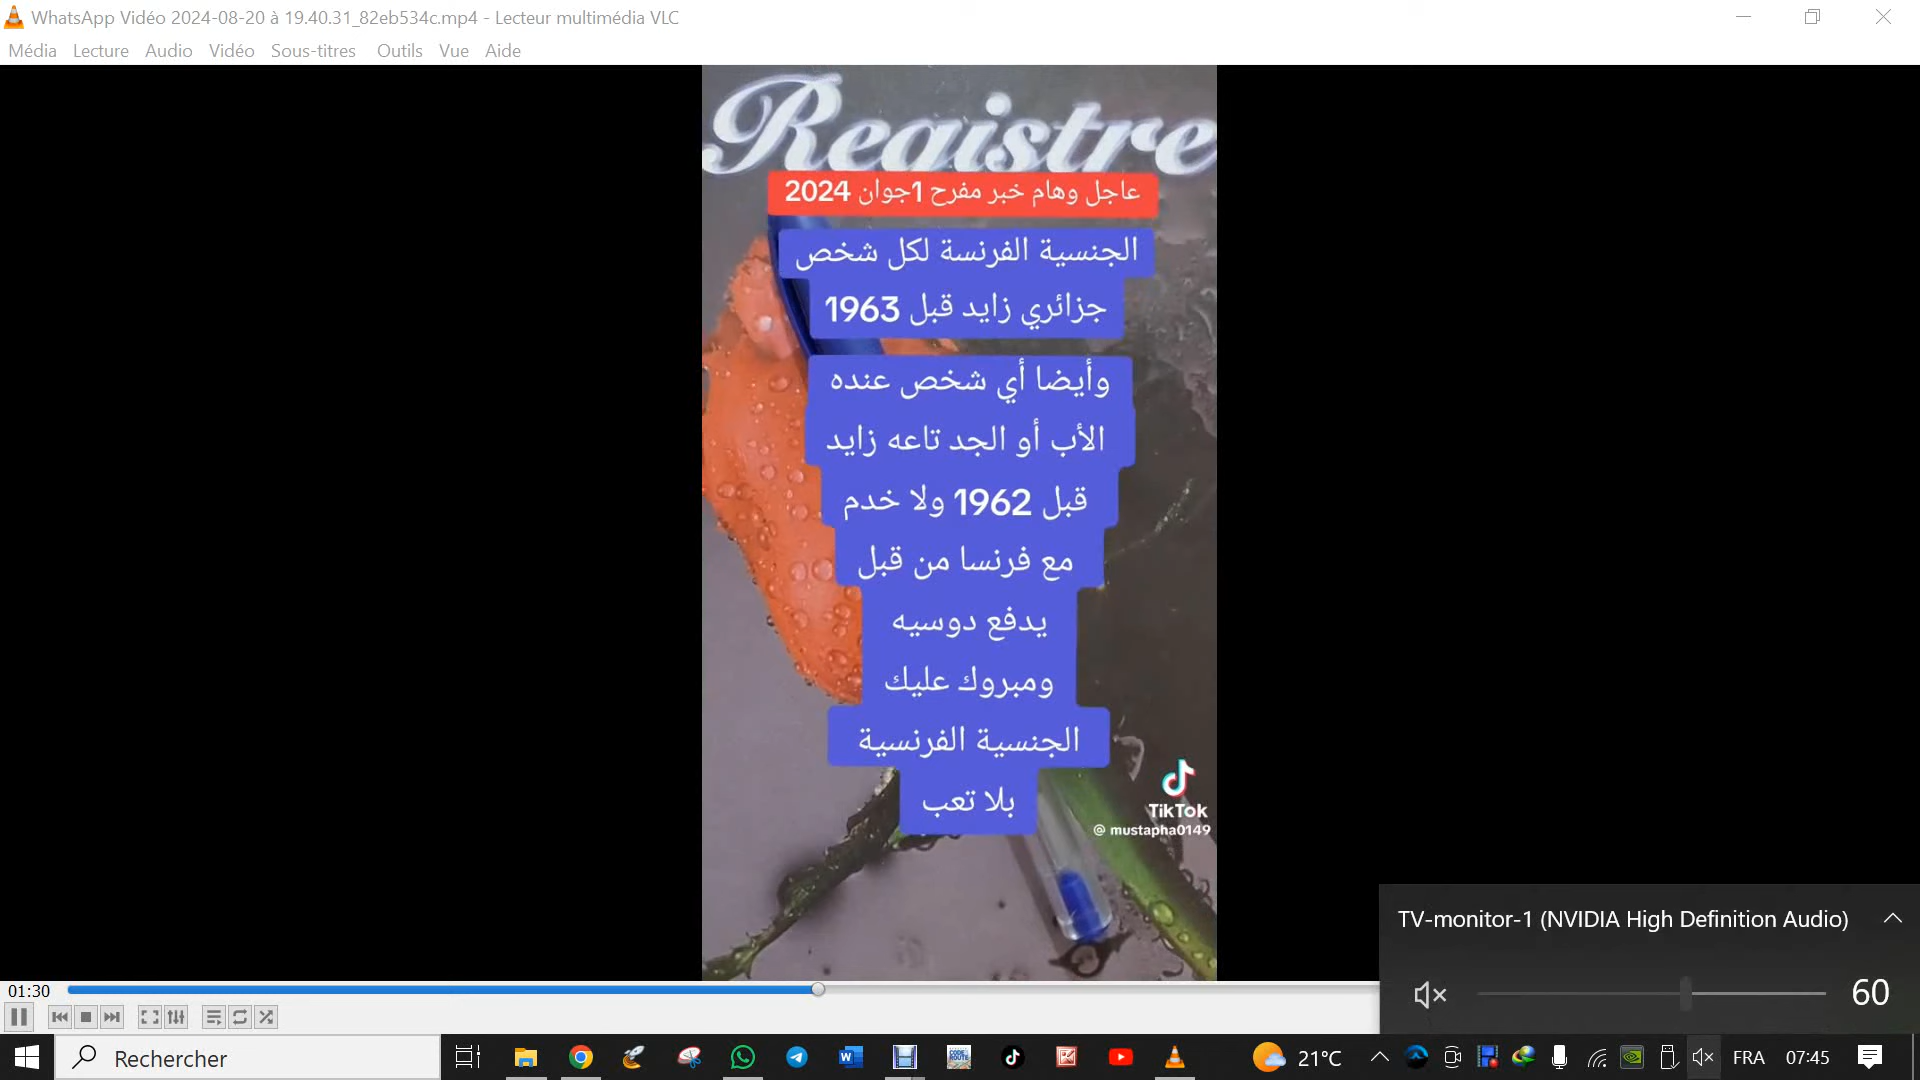 WhatsApp Vidéo 2024-08-20 à 19.40.31_82eb534c.mp4 - Lecteur multimédia VLC
Média Lecture Audio Vidéo Sous-titres Outils Vue Aide
Registre
عاجل وهام خبر مفرح 1جوان 2024
الجنسية الفرنسة لكل شخص
جزائري زايد قبل 1963
وأيضا أي شخص عنده
الأب أو الجد تاعه زايد
قبل 1962 ولا خدم
مع فرنسا من قبل
يدفع دوسيه
ومبروك عليك
الجنسية الفرنسية
بلا تعب
TikTok
@ mustapha0149
TV-monitor-1 (NVIDIA High Definition Audio)
60
01:30
Rechercher
CODE ROUTE
21°C
FRA
07:45